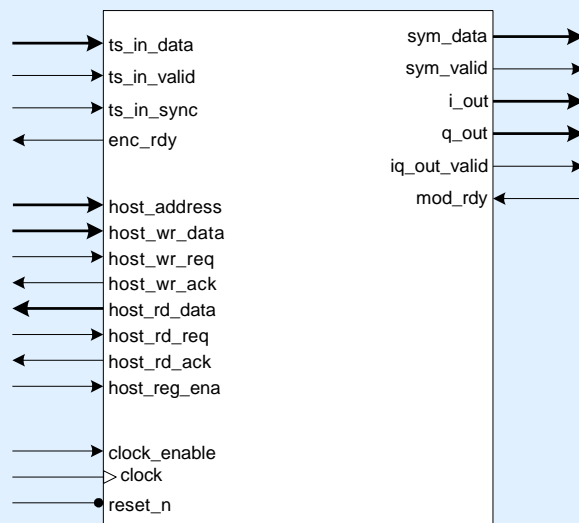 ts_in_data
ts_in_valid
ts_in_sync
enc_rdy
host_address
host_wr_data
host_wr_req
host_wr_ack
host_rd_data
host_rd_req
host_rd_ack
host_reg_ena
clock_enable
clock
reset_n
sym_data
sym_valid
i_out
q_out
iq_out_valid
mod_rdy